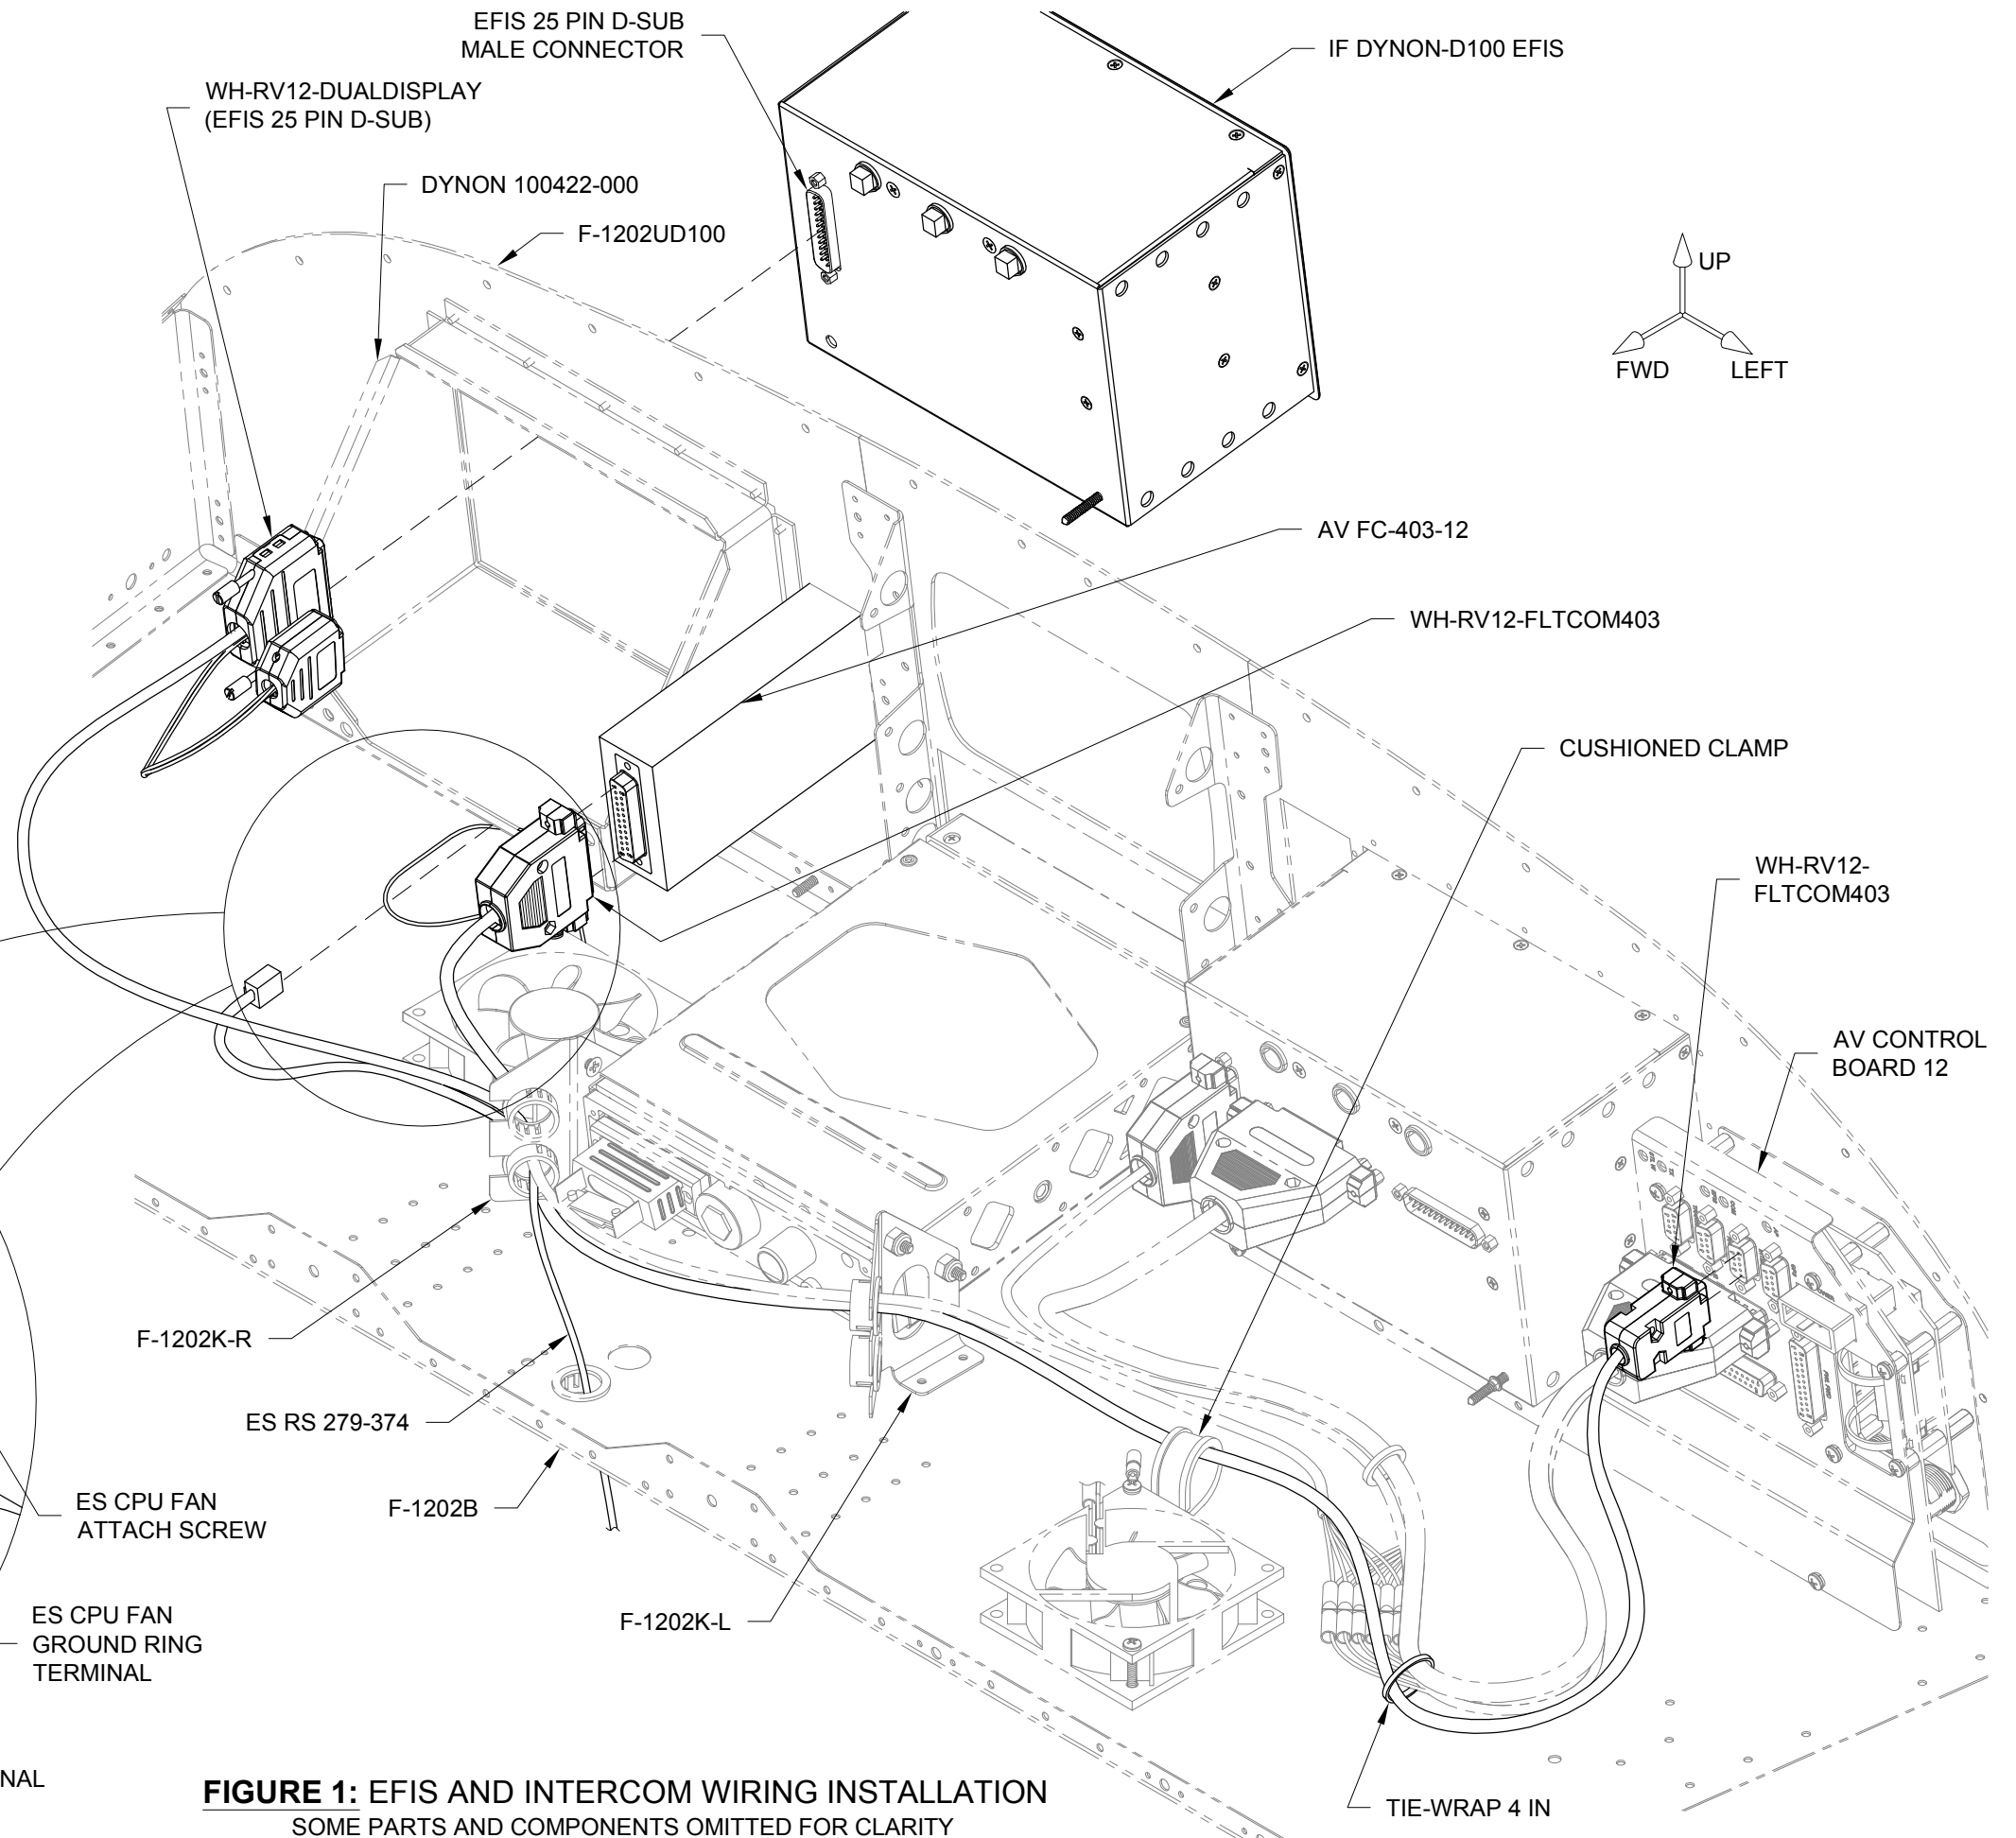 EFIS 25 PIN D-SUB
MALE CONNECTOR
IF DYNON-D100 EFIS
WH-RV12-DUALDISPLAY
(EFIS 25 PIN D-SUB)
DYNON 100422-000
F-1202UD100
UP
FWD
LEFT
AV FC-403-12
WH-RV12-FLTCOM403
CUSHIONED CLAMP
WH-RV12-
FLTCOM403
AV CONTROL
BOARD 12
F-1202K-R
ES RS 279-374
ES CPU FAN
ATTACH SCREW
F-1202B
ES CPU FAN
GROUND RING
TERMINAL
F-1202K-L
NAL
TIE-WRAP 4 IN
FIGURE 1: EFIS AND INTERCOM WIRING INSTALLATION
SOME PARTS AND COMPONENTS OMITTED FOR CLARITY